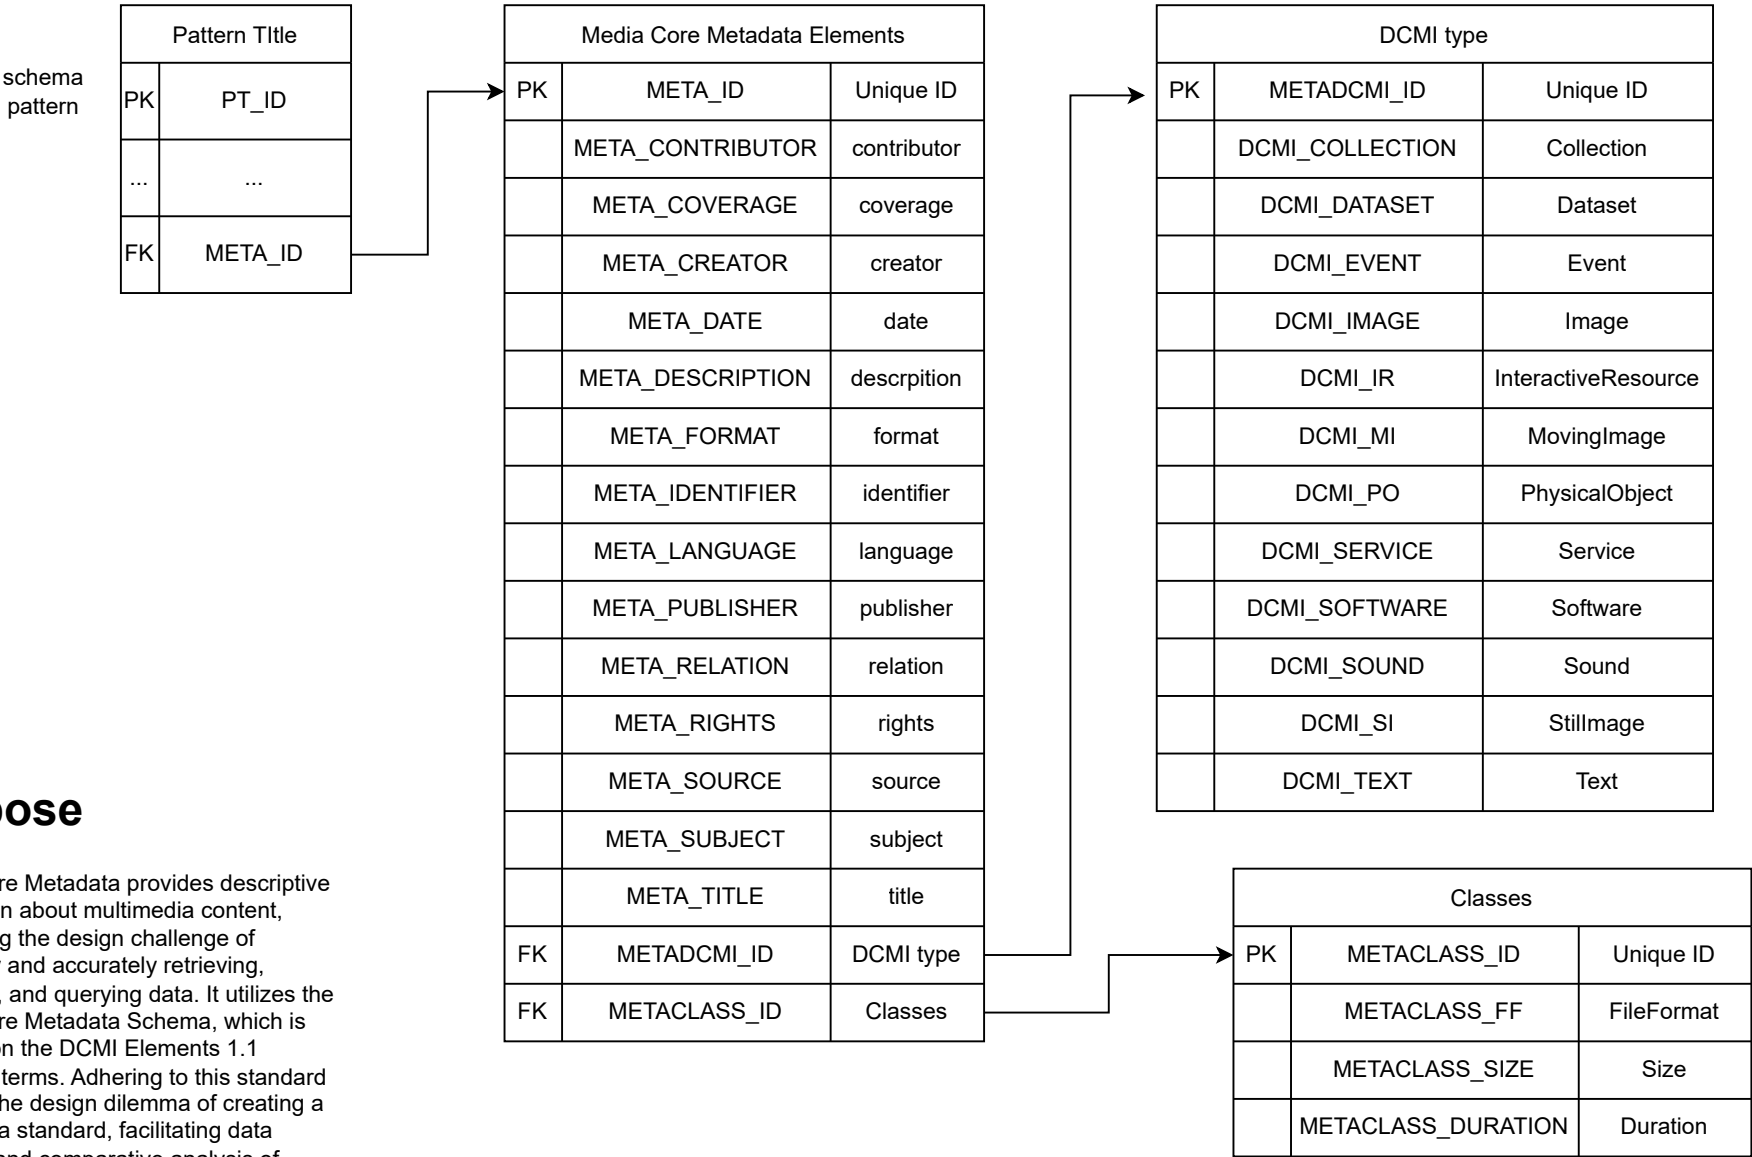 schema
pattern
Pattern TItle
PK PT_ID
... ...
FK META_ID
Media Core Metadata Elements
PK META_ID Unique ID
META_CONTRIBUTOR contributor
META_COVERAGE coverage
META_CREATOR creator
META_DATE date
META_DESCRIPTION descrpition
META_FORMAT format
META_IDENTIFIER identifier
META_LANGUAGE language
META_PUBLISHER publisher
META_RELATION relation
META_RIGHTS rights
META_SOURCE source
META_SUBJECT subject
META_TITLE title
FK METADCMI_ID DCMI type
FK METACLASS_ID Classes
DCMI type
PK METADCMI_ID Unique ID
DCMI_COLLECTION Collection
DCMI_DATASET Dataset
DCMI_EVENT Event
DCMI_IMAGE Image
DCMI_IR InteractiveResource
DCMI_MI MovingImage
DCMI_PO PhysicalObject
DCMI_SERVICE Service
DCMI_SOFTWARE Software
DCMI_SOUND Sound
DCMI_SI StillImage
DCMI_TEXT Text
Classes
PK METACLASS_ID Unique ID
METACLASS_FF FileFormat
METACLASS_SIZE Size
METACLASS_DURATION Duration
ose
re Metadata provides descriptive
n about multimedia content,
g the design challenge of
and accurately retrieving,
, and querying data. It utilizes the
re Metadata Schema, which is
on the DCMI Elements 1.1
terms. Adhering to this standard
he design dilemma of creating a
a standard, facilitating data
and comparative analysis of